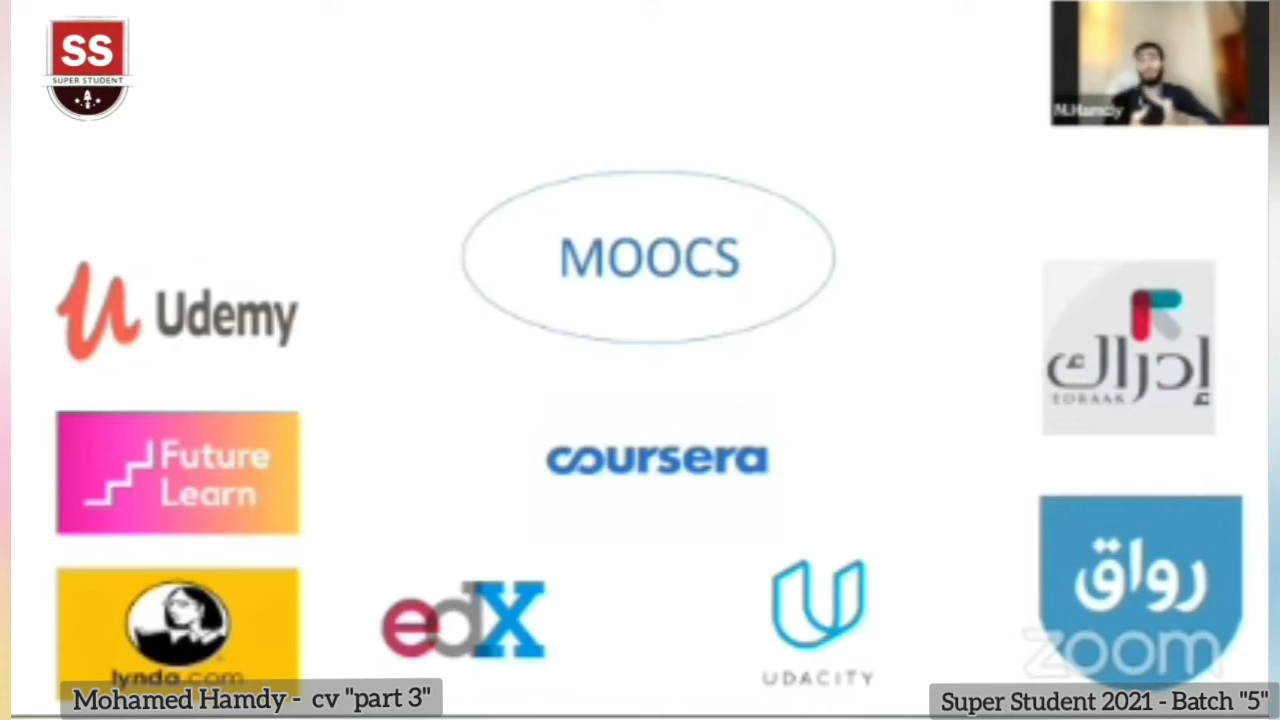 SS
SUPER STUDENT
N.Hamdy
MOOCS
Udemy
إدراك
EDRAAK
Future
Learn
coursera
رواق
lynda.com
edX
UDACITY
zoom
Mohamed Hamdy - cv "part 3"
Super Student 2021 - Batch "5"